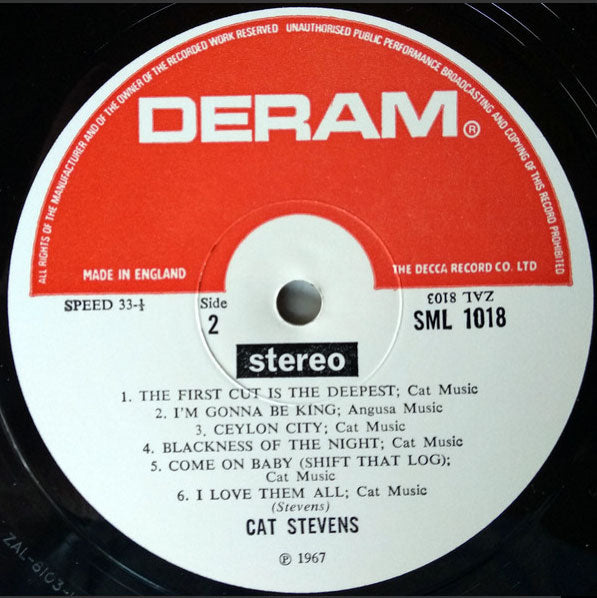 ALL RIGHTS OF THE MANUFACTURER AND OF THE OWNER OF THE RECORDED WORK RESERVED UNAUTHORISED PUBLIC PERFORMANCE BROADCASTING AND COPYING OF THIS RECORD PROHIBITED
DERAM®
MADE IN ENGLAND
THE DECCA RECORD CO. LTD
SPEED 33-⅓
Side
2
ZAL 8103
SML 1018
stereo
1. THE FIRST CUT IS THE DEEPEST; Cat Music
2. I'M GONNA BE KING; Angusa Music
3. CEYLON CITY; Cat Music
4. BLACKNESS OF THE NIGHT; Cat Music
5. COME ON BABY (SHIFT THAT LOG);
Cat Music
6. I LOVE THEM ALL; Cat Music
(Stevens)
CAT STEVENS
℗ 1967